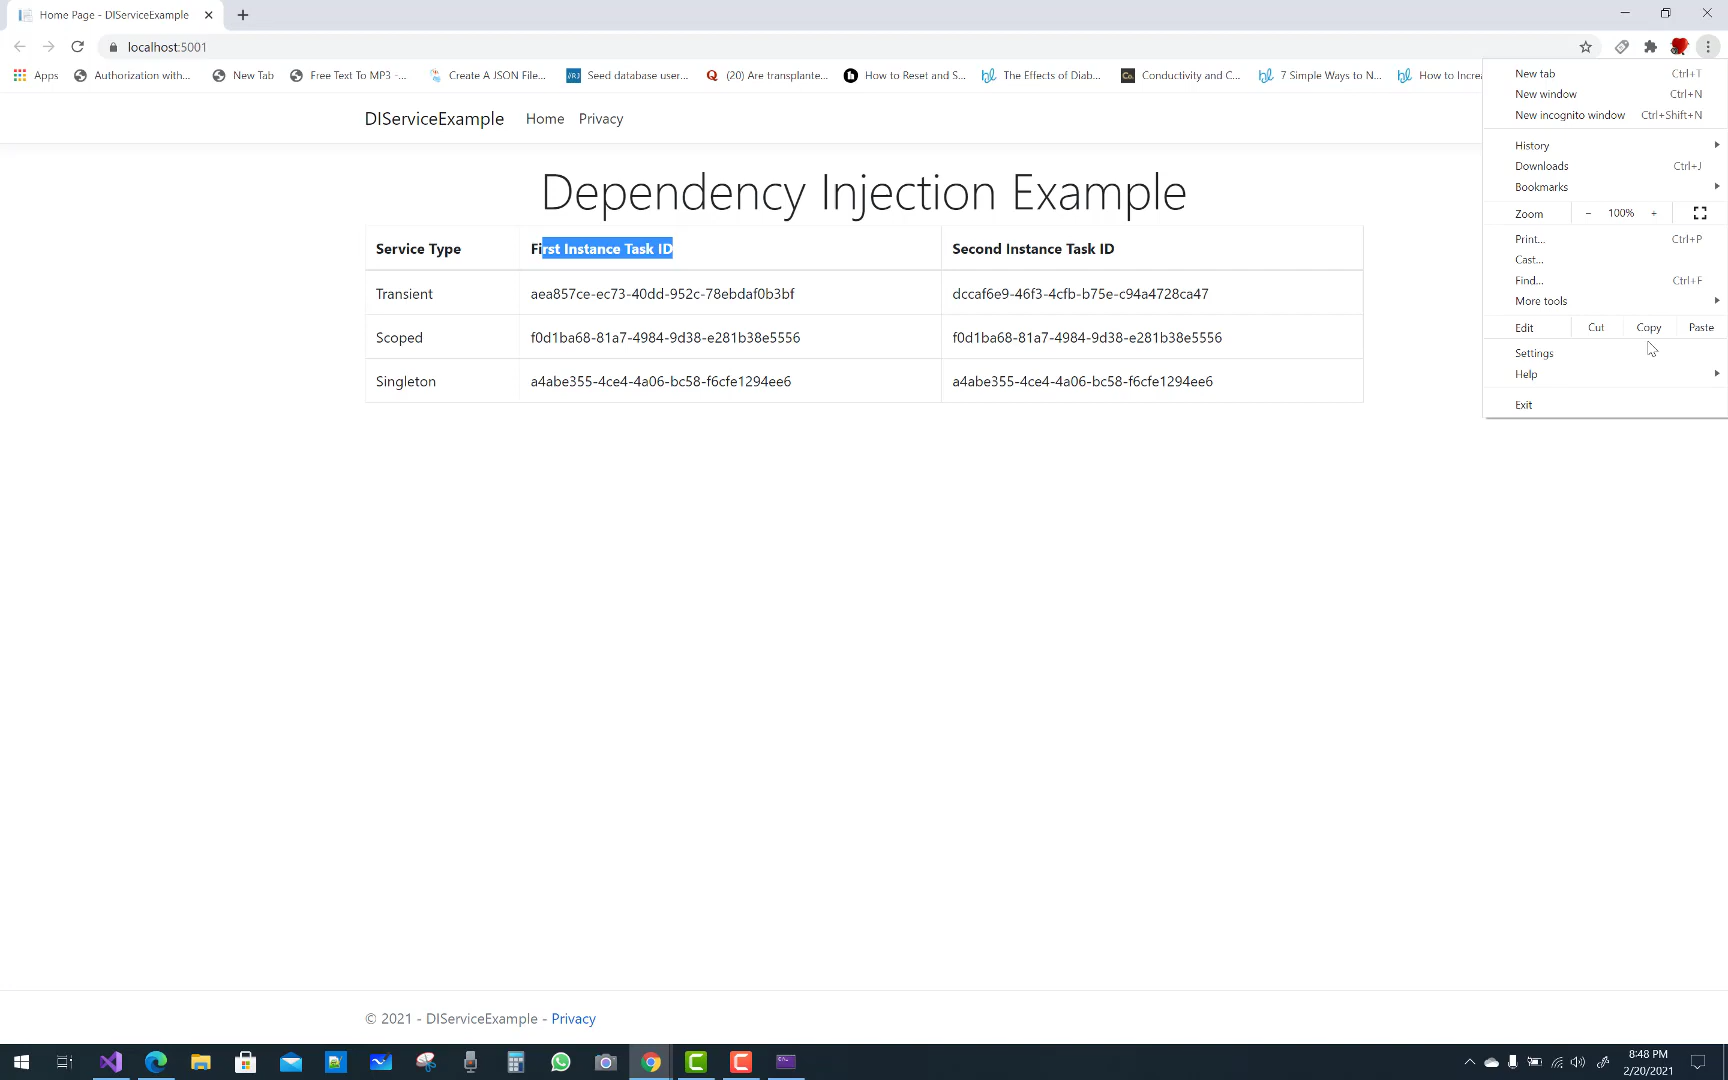 Home Page - DIServiceExample
localhost:5001
Apps
Authorization with...
New Tab
Free Text To MP3 -...
Create A JSON File...
Seed database user...
(20) Are transplante...
How to Reset and S...
The Effects of Diab...
Conductivity and C...
7 Simple Ways to N...
How to Increa
DIServiceExample
Home
Privacy
New tab Ctrl+T
New window Ctrl+N
New incognito window Ctrl+Shift+N
History
Downloads Ctrl+J
Bookmarks
Zoom - 100% +
Print... Ctrl+P
Cast...
Find... Ctrl+F
More tools
Edit Cut Copy Paste
Settings
Help
Exit
Dependency Injection Example
Service Type First Instance Task ID Second Instance Task ID
Transient aea857ce-ec73-40dd-952c-78ebdaf0b3bf dccaf6e9-46f3-4cfb-b75e-c94a4728ca47
Scoped f0d1ba68-81a7-4984-9d38-e281b38e5556 f0d1ba68-81a7-4984-9d38-e281b38e5556
Singleton a4abe355-4ce4-4a06-bc58-f6cfe1294ee6 a4abe355-4ce4-4a06-bc58-f6cfe1294ee6
© 2021 - DIServiceExample - Privacy
8:48 PM
2/20/2021